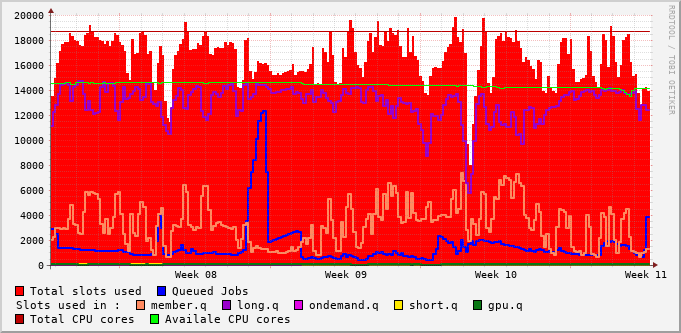 20000
18000
16000
14000
12000
10000
8000
6000
4000
2000
0
Week 08 Week 09 Week 10 Week 11
RRDTOOL / TOBI OETIKER
Total slots used Queued Jobs
Slots used in : member.q long.q ondemand.q short.q gpu.q
Total CPU cores Availale CPU cores